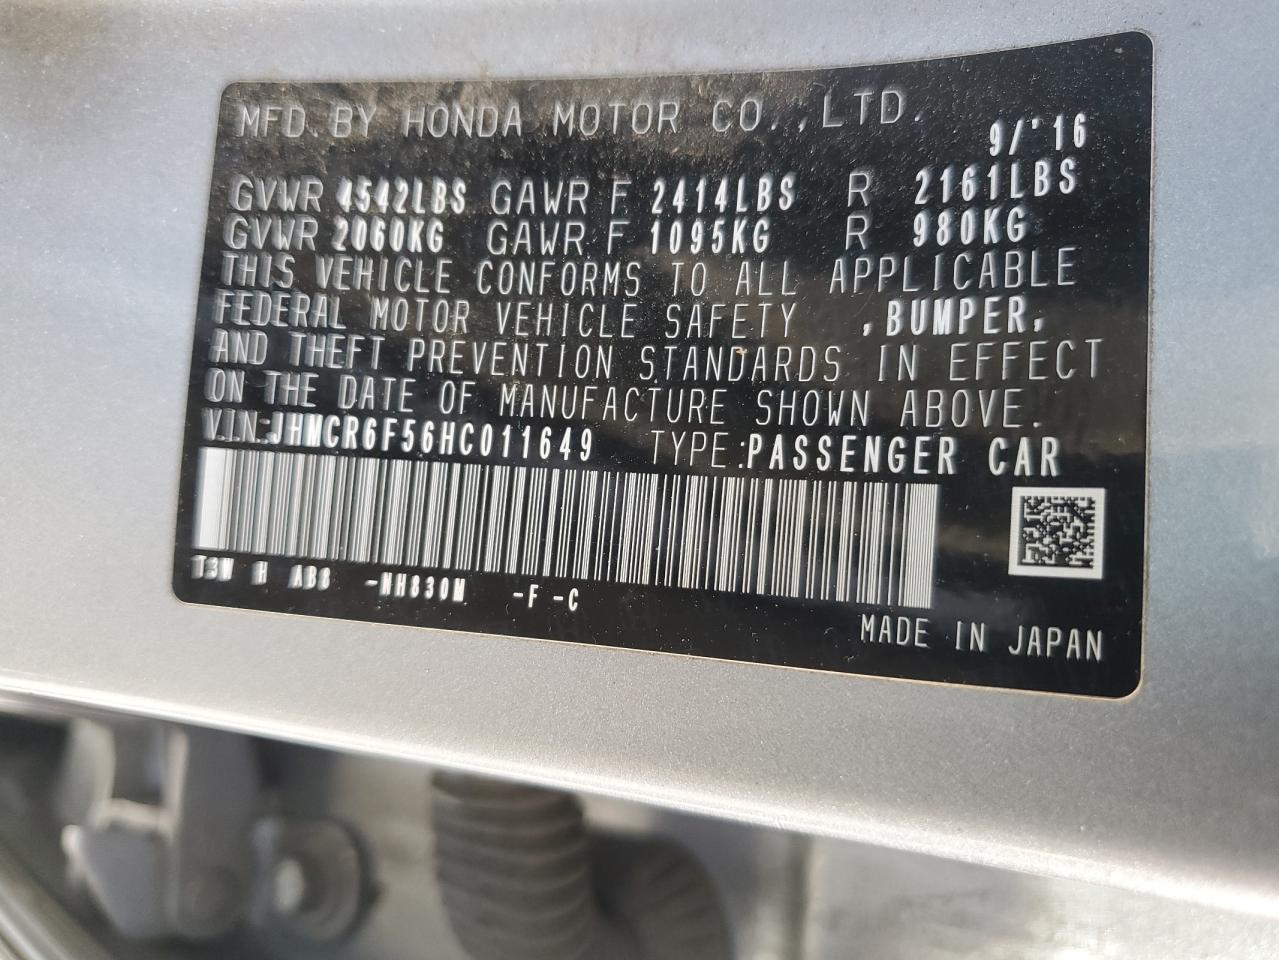 MFD. BY HONDA MOTOR CO., LTD.
9/'16
GVWR 4542LBS GAWR F 2414LBS R 2161LBS
GVWR 2060KG GAWR F 1095KG R 980KG
THIS VEHICLE CONFORMS TO ALL APPLICABLE
FEDERAL MOTOR VEHICLE SAFETY ,BUMPER,
AND THEFT PREVENTION STANDARDS IN EFFECT
ON THE DATE OF MANUFACTURE SHOWN ABOVE.
V.I.N.:JHMCR6F56HC011649 TYPE:PASSENGER CAR
T3W H AB8 -NH830M -F -C
MADE IN JAPAN